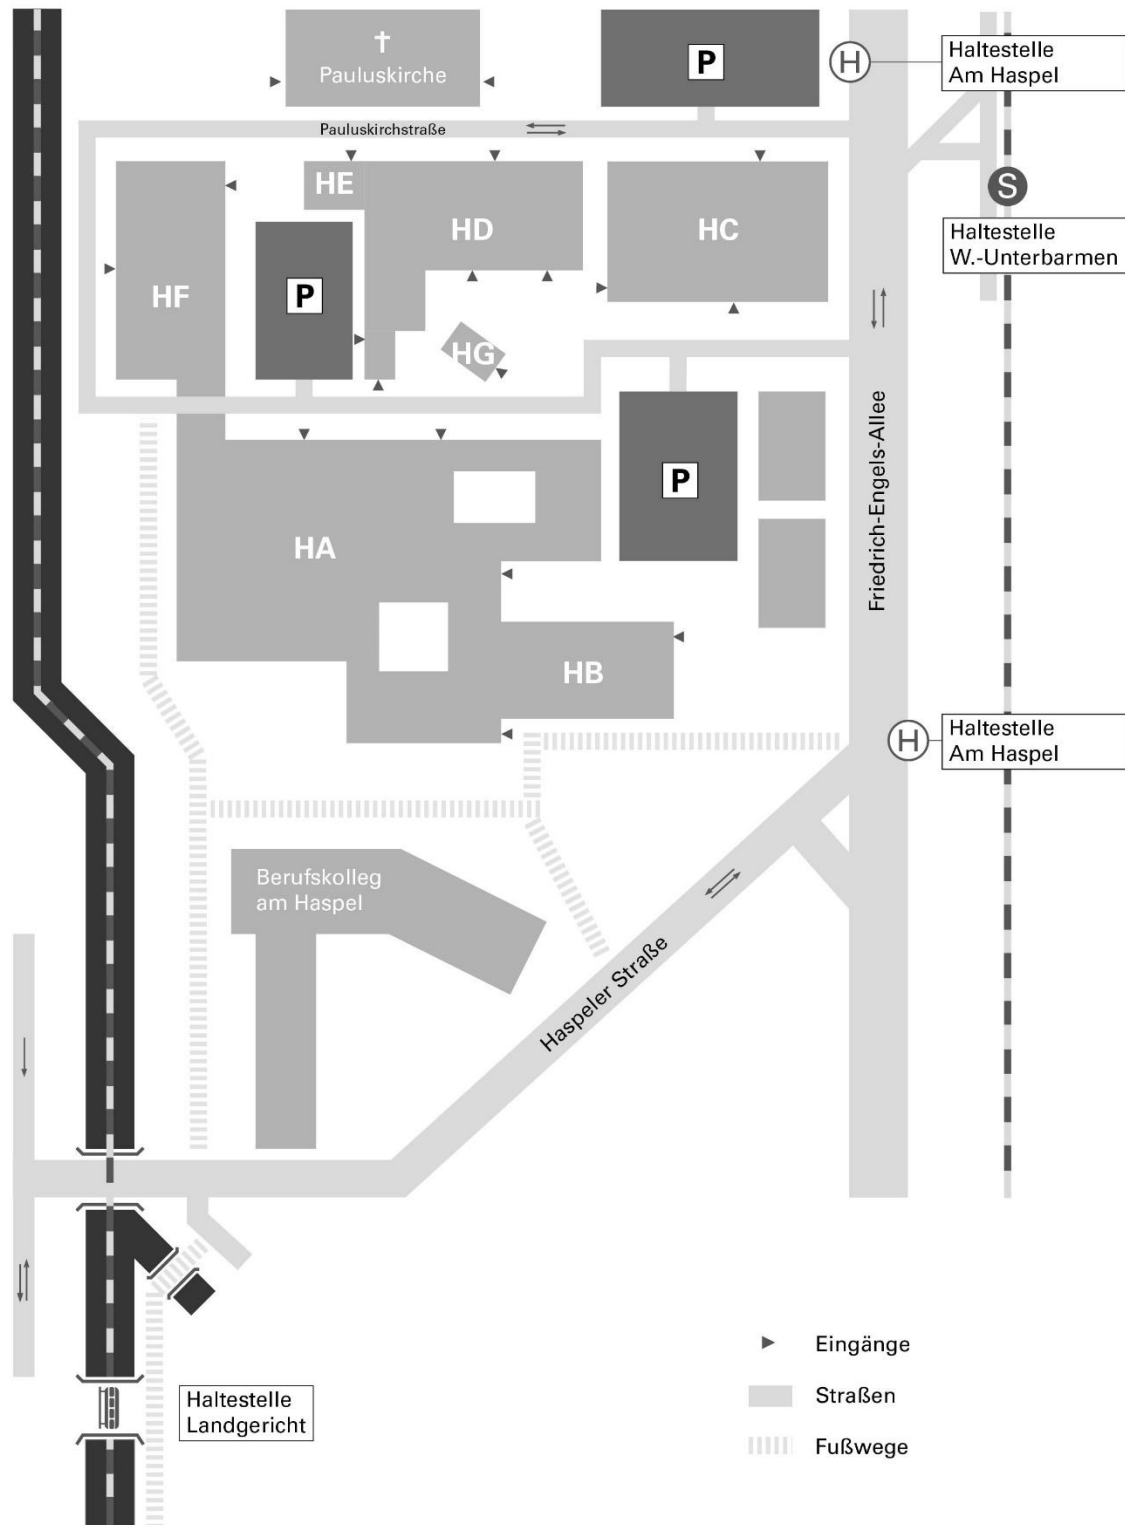 Pauluskirche
P
H
Haltestelle
Am Haspel
Pauluskirchstraße
HE
HD
HC
S
Haltestelle
W.-Unterbarmen
HF
P
HG
Friedrich-Engels-Allee
P
HA
HB
H
Haltestelle
Am Haspel
Berufskolleg
am Haspel
Haspeler Straße
Eingänge
Haltestelle
Landgericht
Straßen
Fußwege